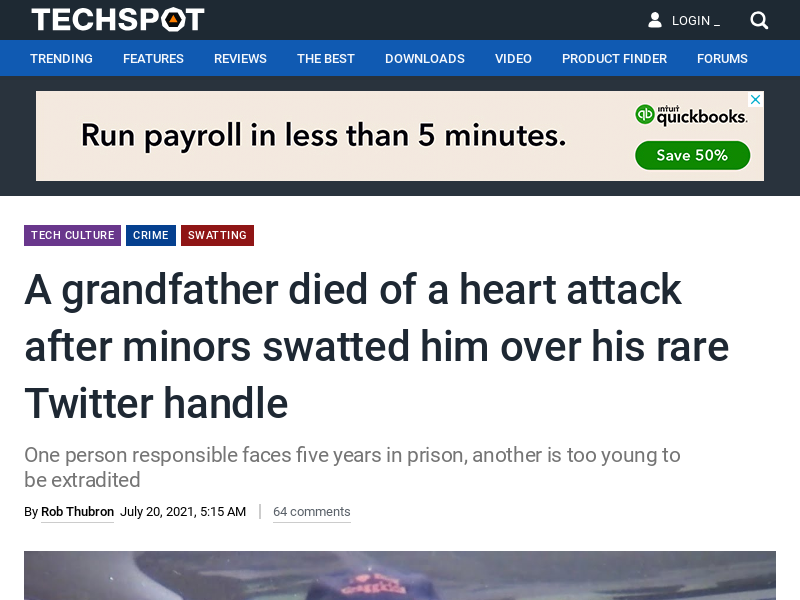 TECHSPOT
LOGIN _
TRENDING FEATURES REVIEWS THE BEST DOWNLOADS VIDEO PRODUCT FINDER FORUMS
Run payroll in less than 5 minutes.
qb intuit quickbooks.
Save 50%
TECH CULTURE CRIME SWATTING
A grandfather died of a heart attack
after minors swatted him over his rare
Twitter handle
One person responsible faces five years in prison, another is too young to
be extradited
By Rob Thubron July 20, 2021, 5:15 AM 64 comments